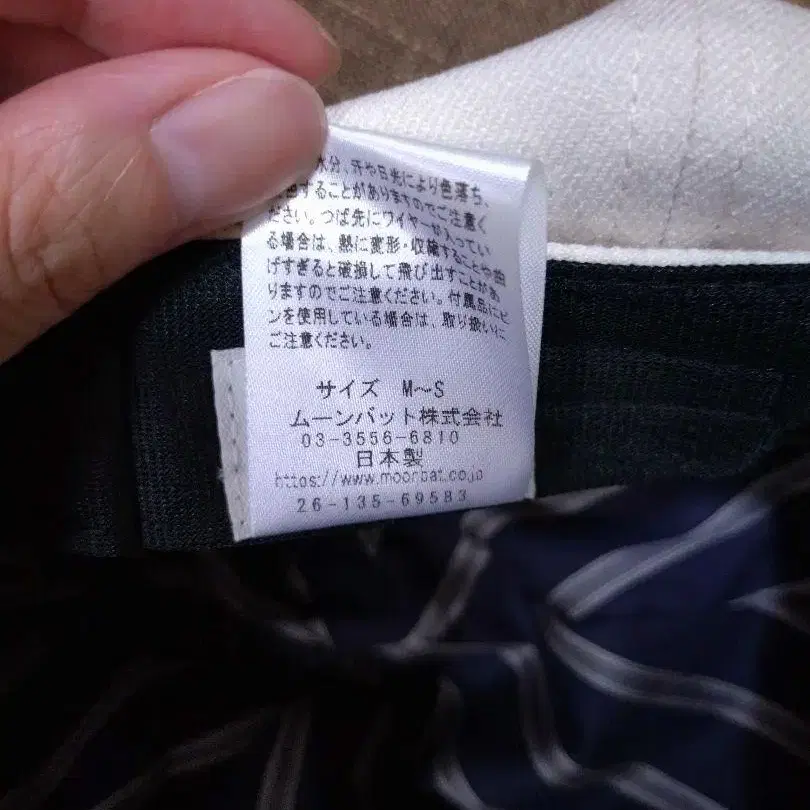 水分、汗や日光により色落ち、
することがありますのでご注意く
ださい。つば先にワイヤーが入ってい
る場合は、熱に変形・収縮することや曲
げすぎると破損して飛び出すことがあ
りますのでご注意ください。付属品にピ
ンを使用している場合は、取り扱いに
ご注意ください。
サイズ M～S
ムーンバット株式会社
03-3556-6810
日本製
https://www.moonbat.co.jp
26-135-69583